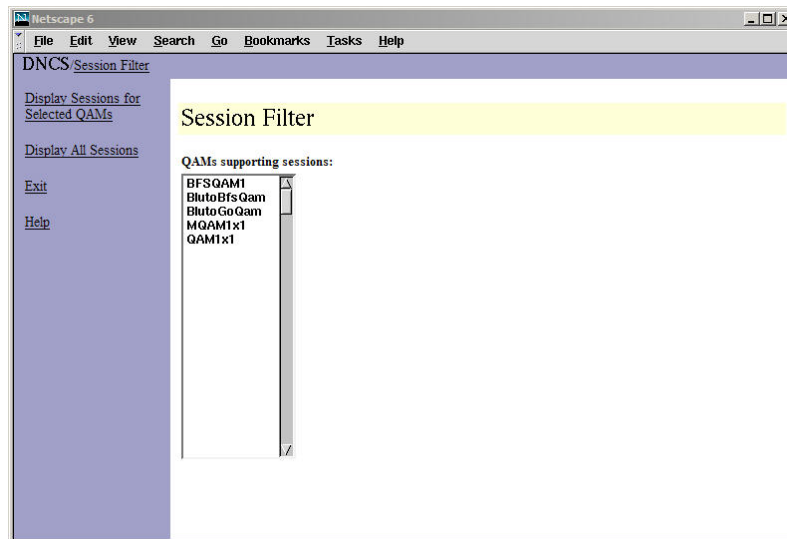 Netscape 6
File Edit View Search Go Bookmarks Tasks Help
DNCS/Session Filter
Display Sessions for
Selected QAMs
Display All Sessions
Exit
Help
Session Filter
QAMs supporting sessions:
BFSQAM1
BlutoBfsQam
BlutoGoQam
MQAM1x1
QAM1x1